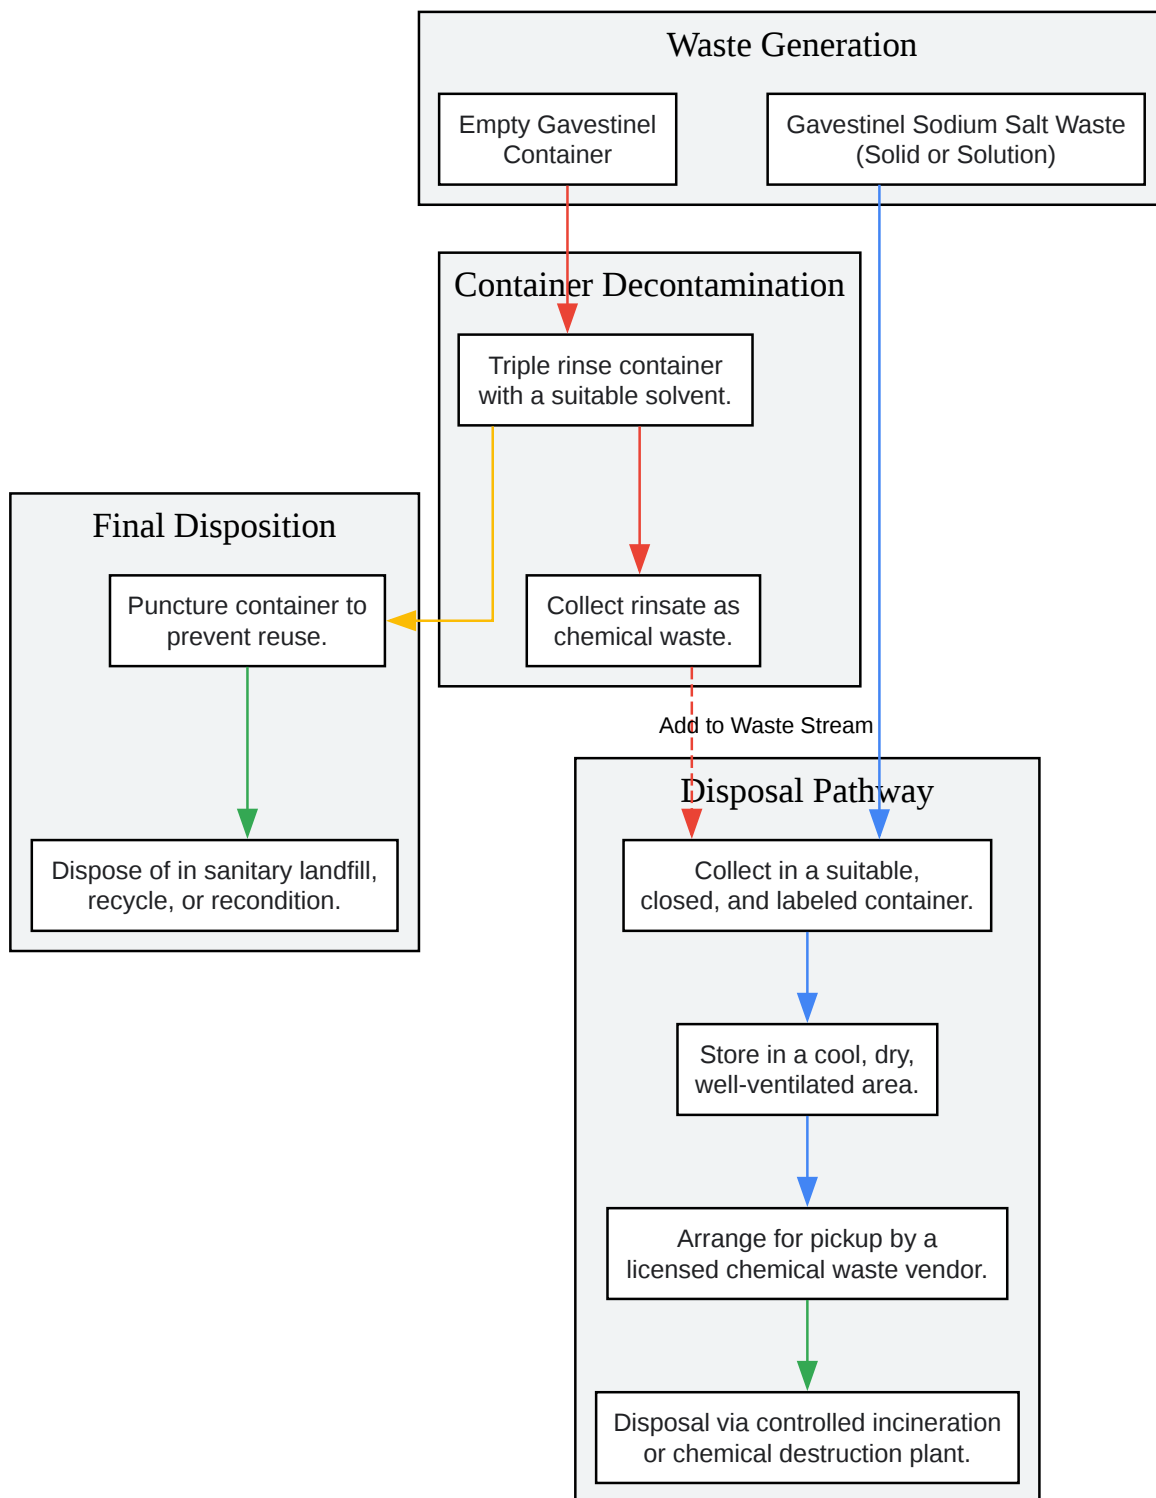 Waste Generation
Empty Gavestinel
Container
Gavestinel Sodium Salt Waste
(Solid or Solution)
Container Decontamination
Triple rinse container
with a suitable solvent.
Final Disposition
Puncture container to
prevent reuse.
Collect rinsate as
chemical waste.
Add to Waste Stream
Disposal Pathway
Dispose of in sanitary landfill,
recycle, or recondition.
Collect in a suitable,
closed, and labeled container.
Store in a cool, dry,
well-ventilated area.
Arrange for pickup by a
licensed chemical waste vendor.
Disposal via controlled incineration
or chemical destruction plant.